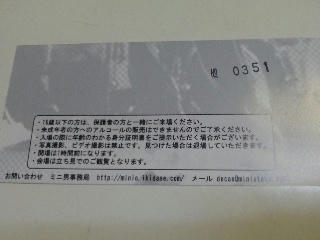 0351
・18歳以下の方は、保護者の方と一緒にご来場ください。
・未成年者の方へのアルコールの販売はできませんのでご了承ください。
・入場の際に年齢のわかる身分証明書をご提示いただく場合がございます。
・写真撮影、ビデオ撮影は禁止です。見つけた場合は退場していただきます。
・開場は1時間前になります。
・会場は立ち見でのご観覧となります。
お問い合わせ ミニ男事務局 http://minio.ikidane.com/ メール